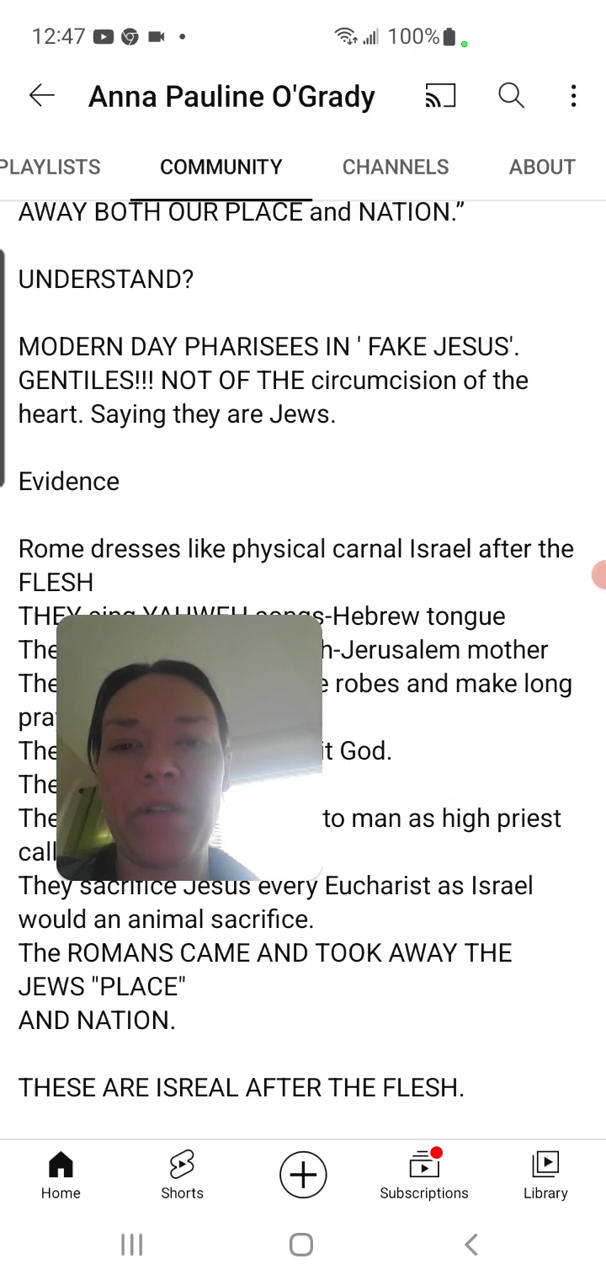 12:47
100%
Anna Pauline O'Grady
PLAYLISTS COMMUNITY CHANNELS ABOUT
AWAY BOTH OUR PLACE and NATION.”
UNDERSTAND?
MODERN DAY PHARISEES IN ' FAKE JESUS'.
GENTILES!!! NOT OF THE circumcision of the
heart. Saying they are Jews.
Evidence
Rome dresses like physical carnal Israel after the
FLESH
THEY sing YAHWEH songs-Hebrew tongue
-Jerusalem mother
robes and make long
God.
to man as high priest
They sacrifice Jesus every Eucharist as Israel
would an animal sacrifice.
The ROMANS CAME AND TOOK AWAY THE
JEWS "PLACE"
AND NATION.
THESE ARE ISREAL AFTER THE FLESH.
Home Shorts Subscriptions Library